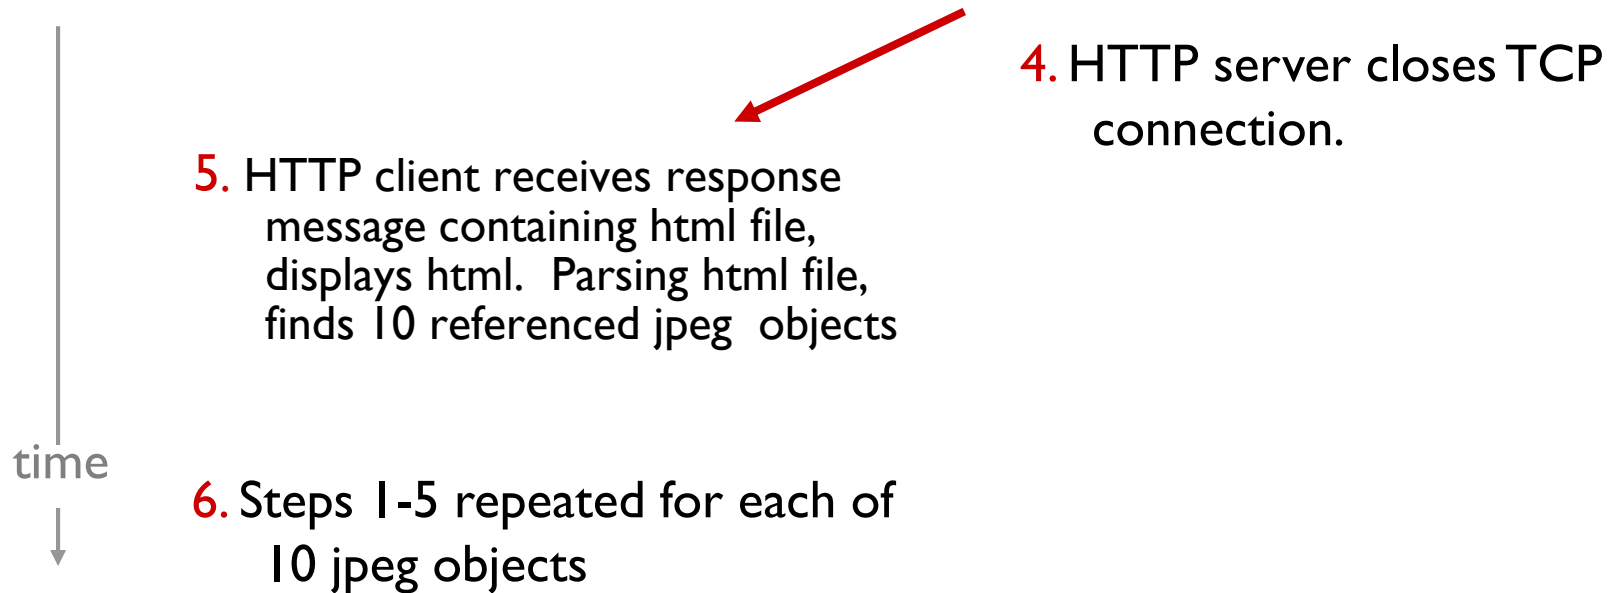 4. HTTP server closes TCP
connection.
5. HTTP client receives response
message containing html file,
displays html.  Parsing html file,
finds 10 referenced jpeg  objects
time
6. Steps 1-5 repeated for each of
10 jpeg objects